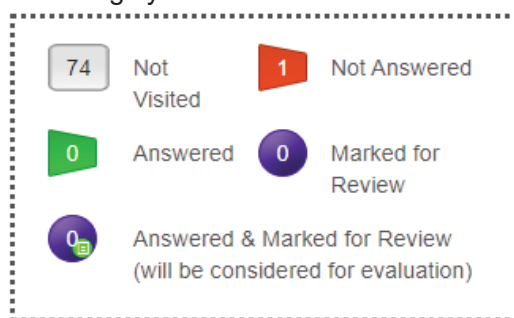 74 Not Visited
1 Not Answered
0 Answered
0 Marked for Review
0 Answered & Marked for Review
(will be considered for evaluation)